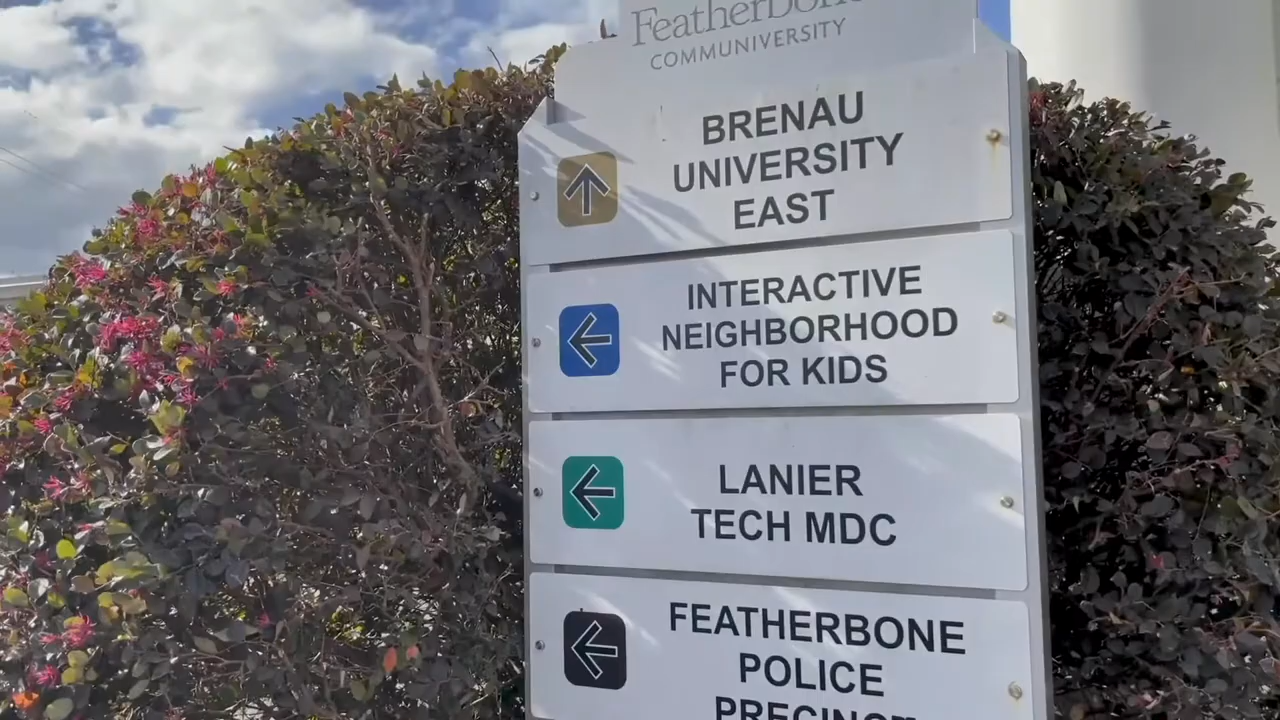 Featherbone
COMMUNIVERSITY
BRENAU
UNIVERSITY
EAST
INTERACTIVE
NEIGHBORHOOD
FOR KIDS
LANIER
TECH MDC
FEATHERBONE
POLICE
PRECINCT